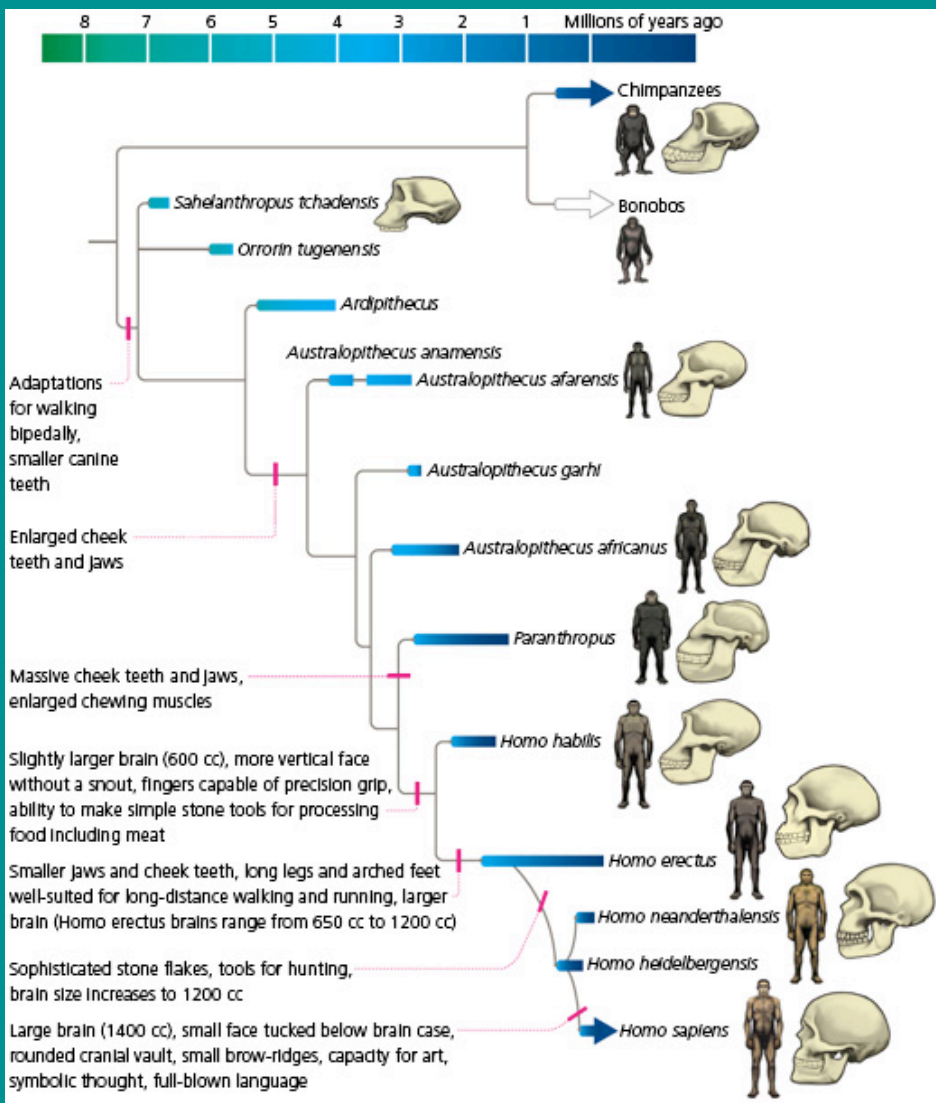 8 7 6 5 4 3 2 1 Millions of years ago
Chimpanzees
Sahelanthropus tchadensis
Bonobos
Orrorin tugenensis
Ardipithecus
Australopithecus anamensis
Australopithecus afarensis
Adaptations
for walking
bipedally,
smaller canine
teeth
Australopithecus garhi
Enlarged cheek
teeth and jaws
Australopithecus africanus
Paranthropus
Massive cheek teeth and jaws,
enlarged chewing muscles
Homo habilis
Slightly larger brain (600 cc), more vertical face
without a snout, fingers capable of precision grip,
ability to make simple stone tools for processing
food including meat
Homo erectus
Smaller jaws and cheek teeth, long legs and arched feet
well-suited for long-distance walking and running, larger
brain (Homo erectus brains range from 650 cc to 1200 cc)
Homo neanderthalensis
Homo heidelbergensis
Sophisticated stone flakes, tools for hunting,
brain size increases to 1200 cc
Homo sapiens
Large brain (1400 cc), small face tucked below brain case,
rounded cranial vault, small brow-ridges, capacity for art,
symbolic thought, full-blown language